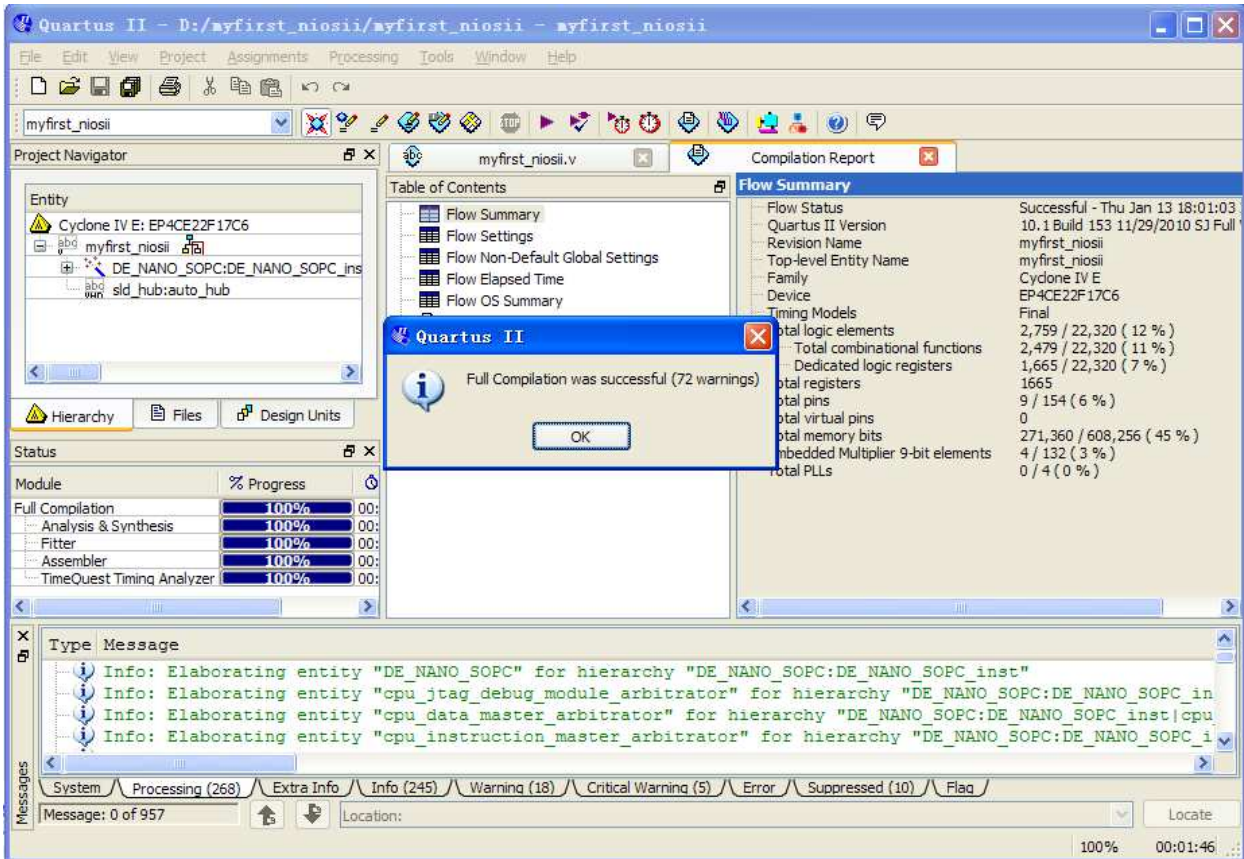 Quartus II - D:/myfirst_niosii/myfirst_niosii - myfirst_niosii
File Edit View Project Assignments Processing Tools Window Help
myfirst_niosii
Project Navigator
Entity
Cyclone IV E: EP4CE22F17C6
myfirst_niosii
DE_NANO_SOPC:DE_NANO_SOPC_ins
sld_hub:auto_hub
Hierarchy Files Design Units
Status
Module % Progress
Full Compilation 100% 00:
Analysis & Synthesis 100% 00:
Fitter 100% 00:
Assembler 100% 00:
TimeQuest Timing Analyzer 100% 00:
myfirst_niosii.v Compilation Report
Table of Contents
Flow Summary
Flow Settings
Flow Non-Default Global Settings
Flow Elapsed Time
Flow OS Summary
Flow Summary
Flow Status Successful - Thu Jan 13 18:01:03
Quartus II Version 10.1 Build 153 11/29/2010 SJ Full
Revision Name myfirst_niosii
Top-level Entity Name myfirst_niosii
Family Cyclone IV E
Device EP4CE22F17C6
Timing Models Final
otal logic elements 2,759 / 22,320 ( 12 % )
Total combinational functions 2,479 / 22,320 ( 11 % )
Dedicated logic registers 1,665 / 22,320 ( 7 % )
otal registers 1665
otal pins 9 / 154 ( 6 % )
otal virtual pins 0
otal memory bits 271,360 / 608,256 ( 45 % )
mbedded Multiplier 9-bit elements 4 / 132 ( 3 % )
Total PLLs 0 / 4 ( 0 % )
Quartus II
Full Compilation was successful (72 warnings)
OK
Type Message
Info: Elaborating entity "DE_NANO_SOPC" for hierarchy "DE_NANO_SOPC:DE_NANO_SOPC_inst"
Info: Elaborating entity "cpu_jtag_debug_module_arbitrator" for hierarchy "DE_NANO_SOPC:DE_NANO_SOPC_in
Info: Elaborating entity "cpu_data_master_arbitrator" for hierarchy "DE_NANO_SOPC:DE_NANO_SOPC_inst|cpu
Info: Elaborating entity "cpu_instruction_master_arbitrator" for hierarchy "DE_NANO_SOPC:DE_NANO_SOPC_i
Messages
System Processing (268) Extra Info Info (245) Warning (18) Critical Warning (5) Error Suppressed (10) Flag
Message: 0 of 957 Location: Locate
100% 00:01:46